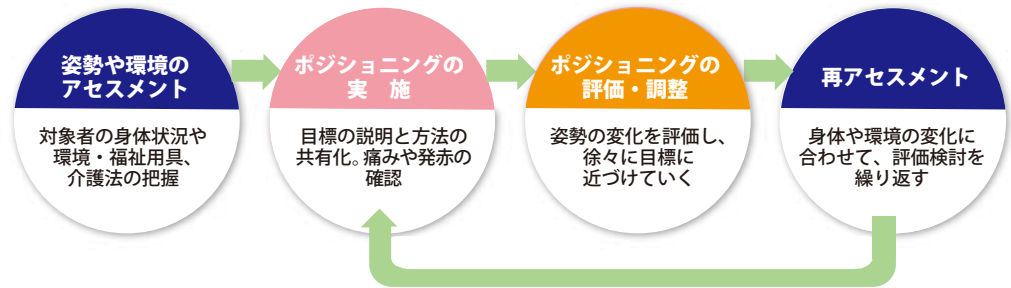 姿勢や環境の
アセスメント
対象者の身体状況や
環境・福祉用具、
介護法の把握
ポジショニングの
実　施
目標の説明と方法の
共有化。痛みや発赤の
確認
ポジショニングの
評価・調整
姿勢の変化を評価し、
徐々に目標に
近づけていく
再アセスメント
身体や環境の変化に
合わせて、評価検討を
繰り返す